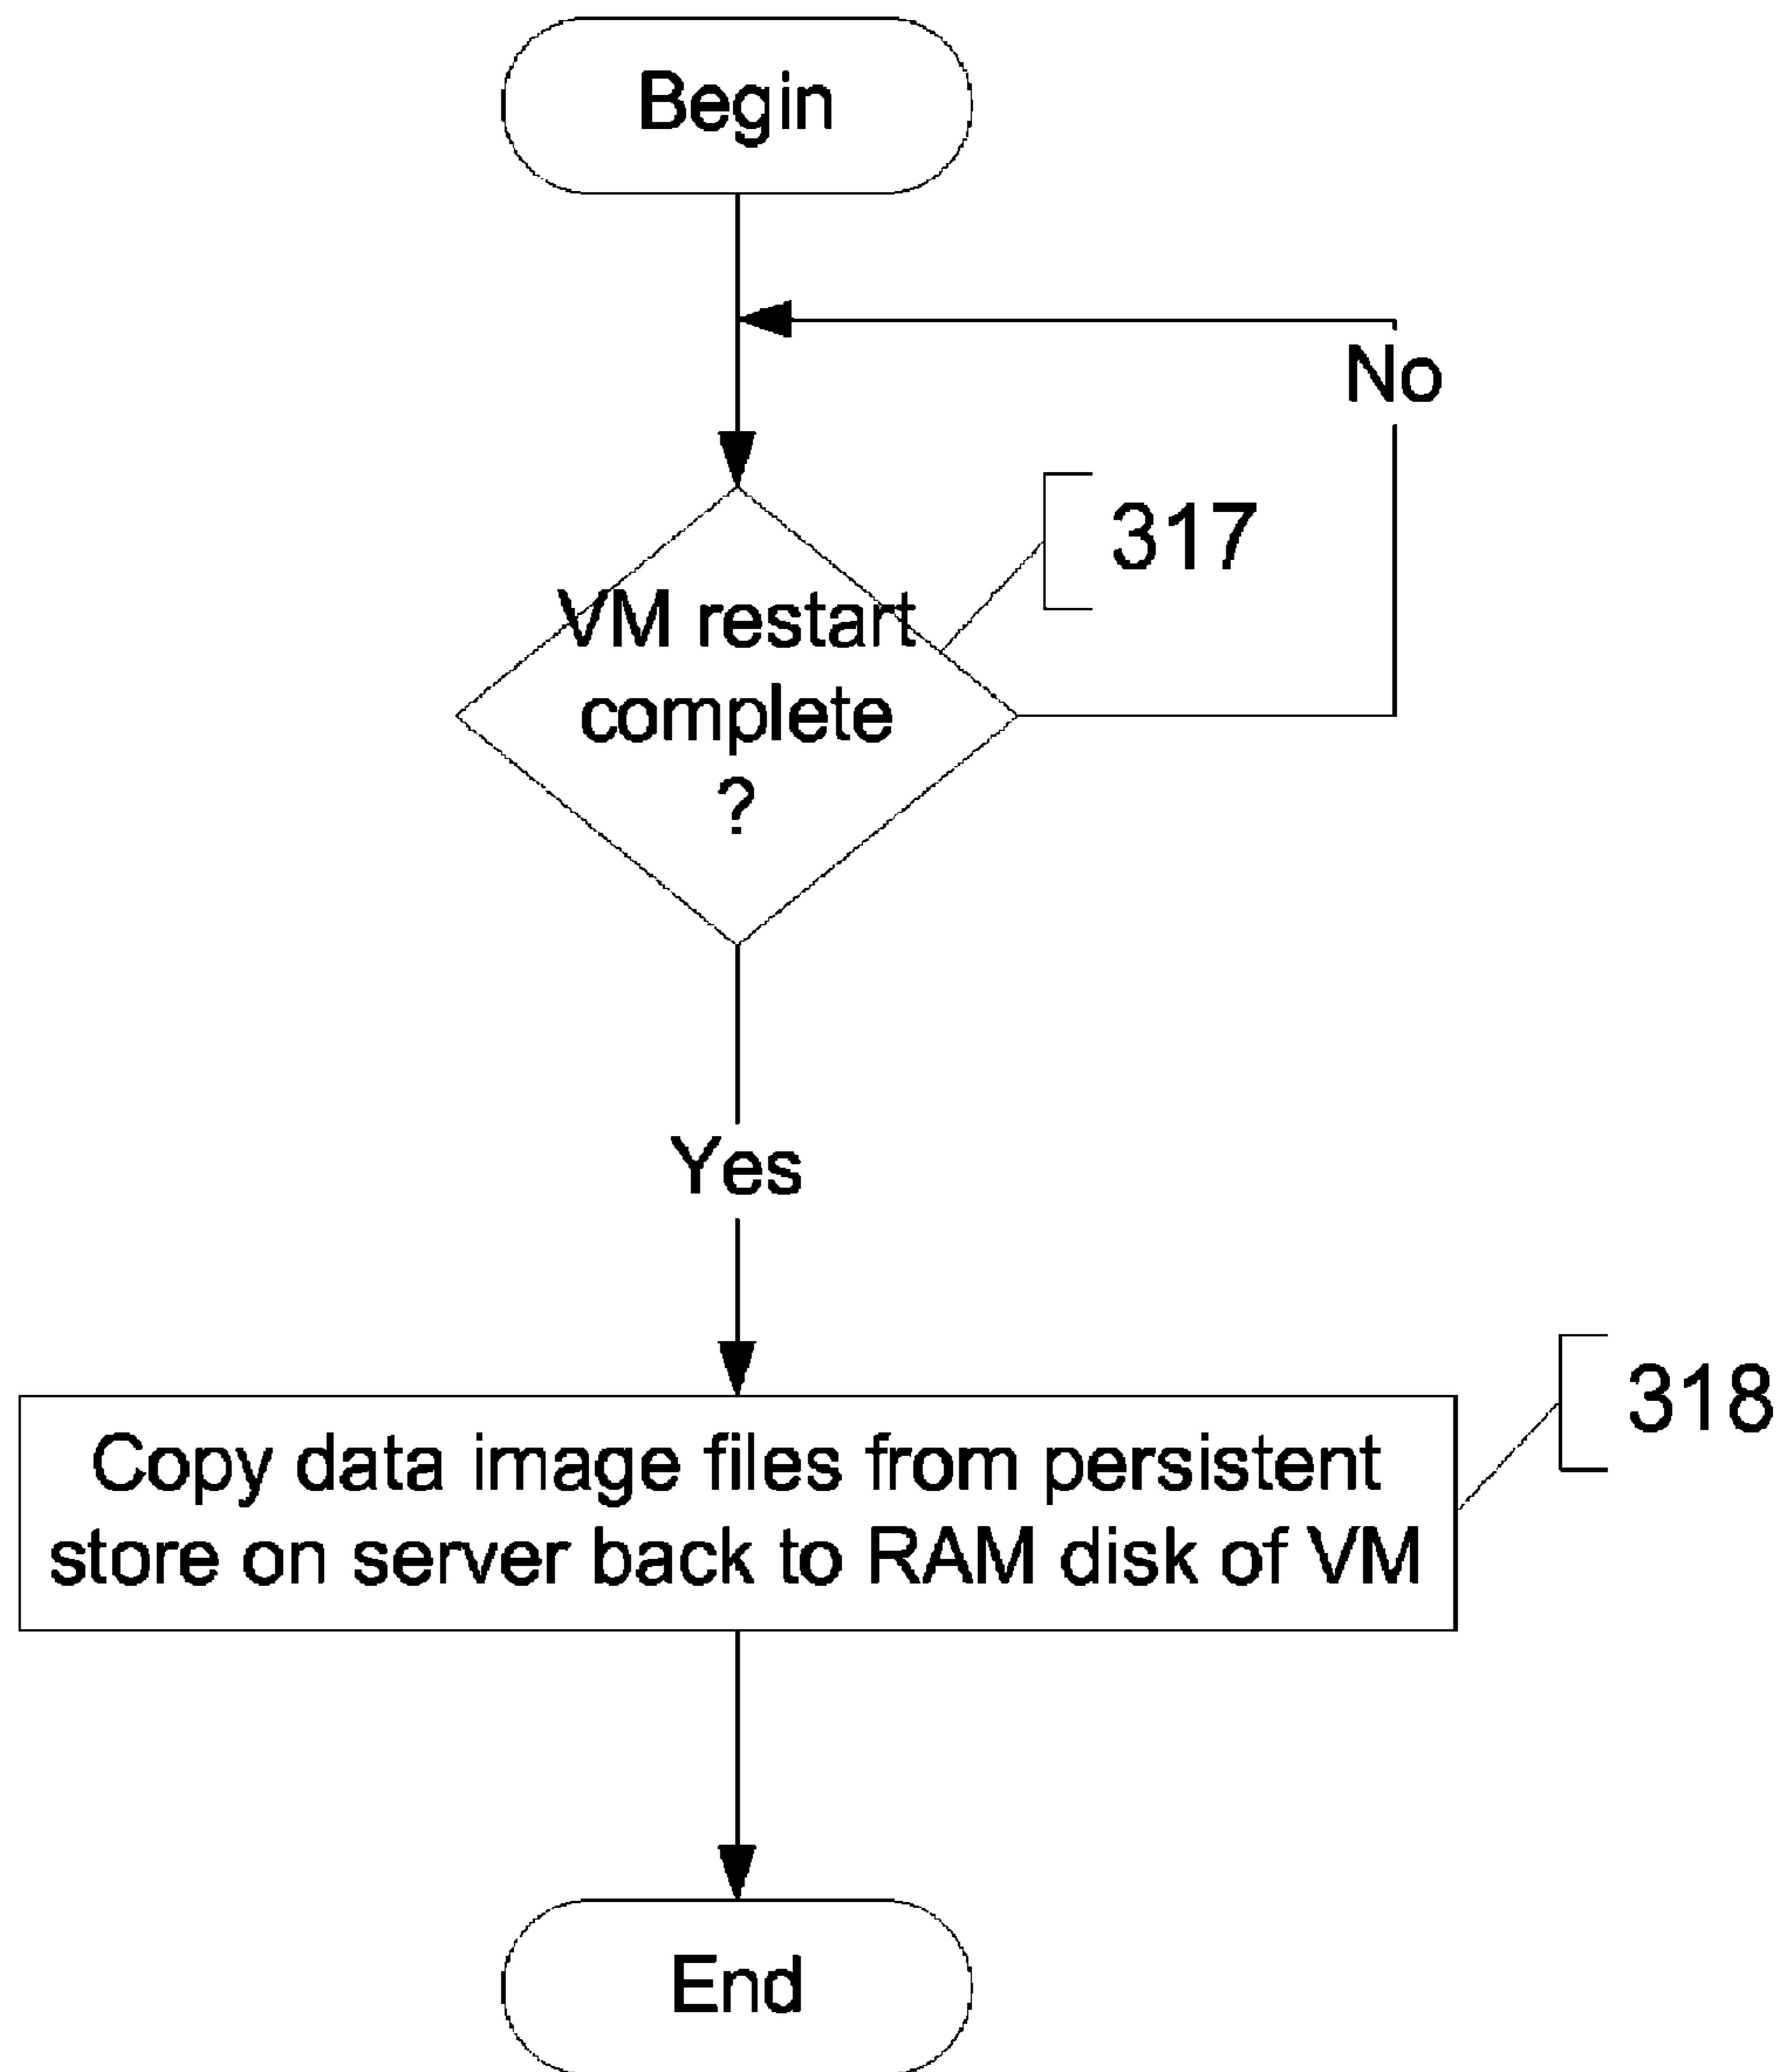 Begin
No
317
VM restart
complete
?
Yes
318
Copy data image files from persistent
store on server back to RAM disk of VM
End